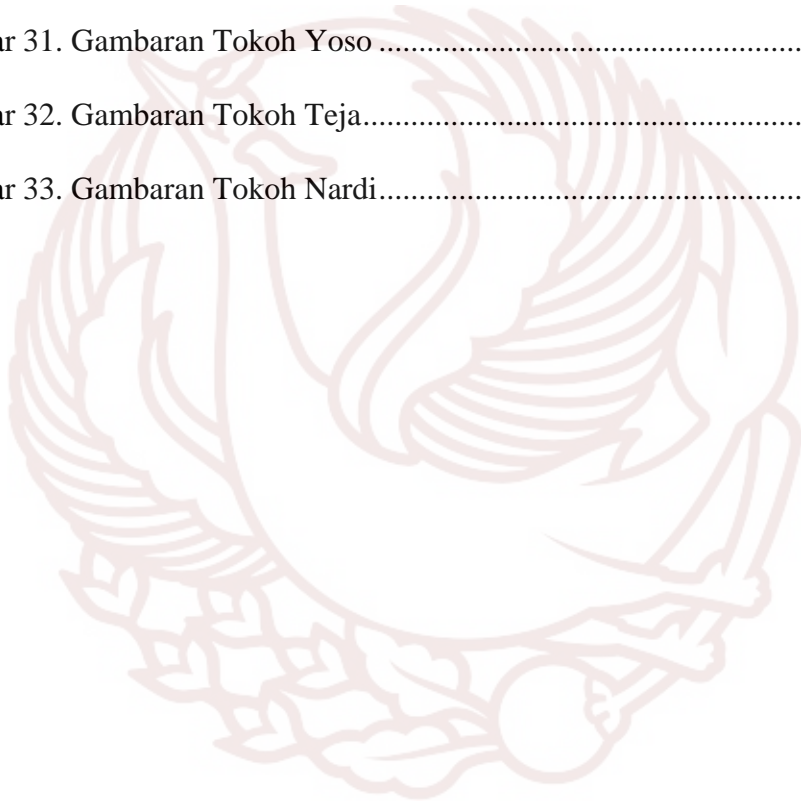 ar 31. Gambaran Tokoh Yoso ..................................................
ar 32. Gambaran Tokoh Teja....................................................
ar 33. Gambaran Tokoh Nardi..................................................